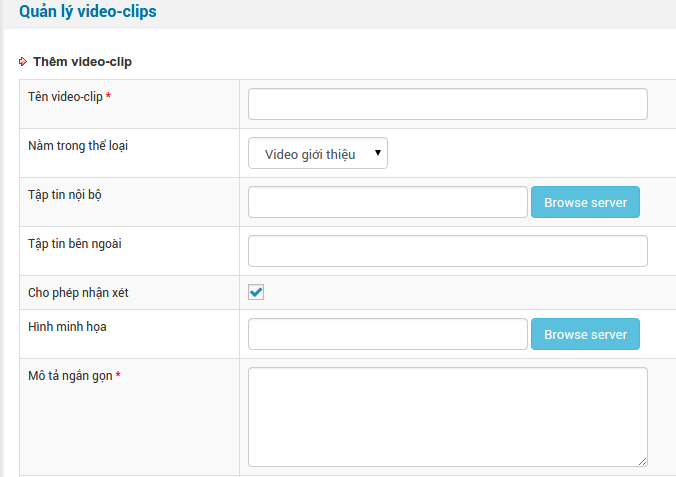 Quản lý video-clips
Thêm video-clip
Tên video-clip *
Nằm trong thể loại
Video giới thiệu
Tập tin nội bộ
Browse server
Tập tin bên ngoài
Cho phép nhận xét
Hình minh họa
Browse server
Mô tả ngắn gọn *